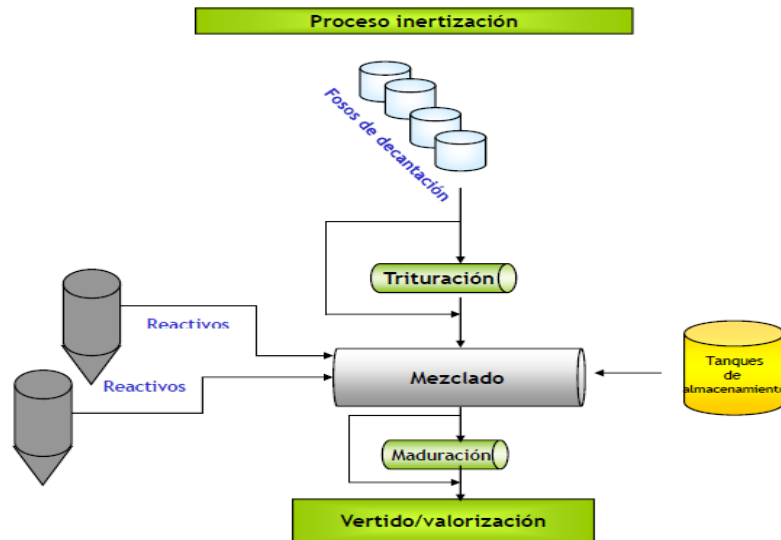 Proceso inertización
Fosos de decantación
Trituración
Reactivos
Mezclado
Tanques
de
almacenamiento
Reactivos
Maduración
Vertido/valorización